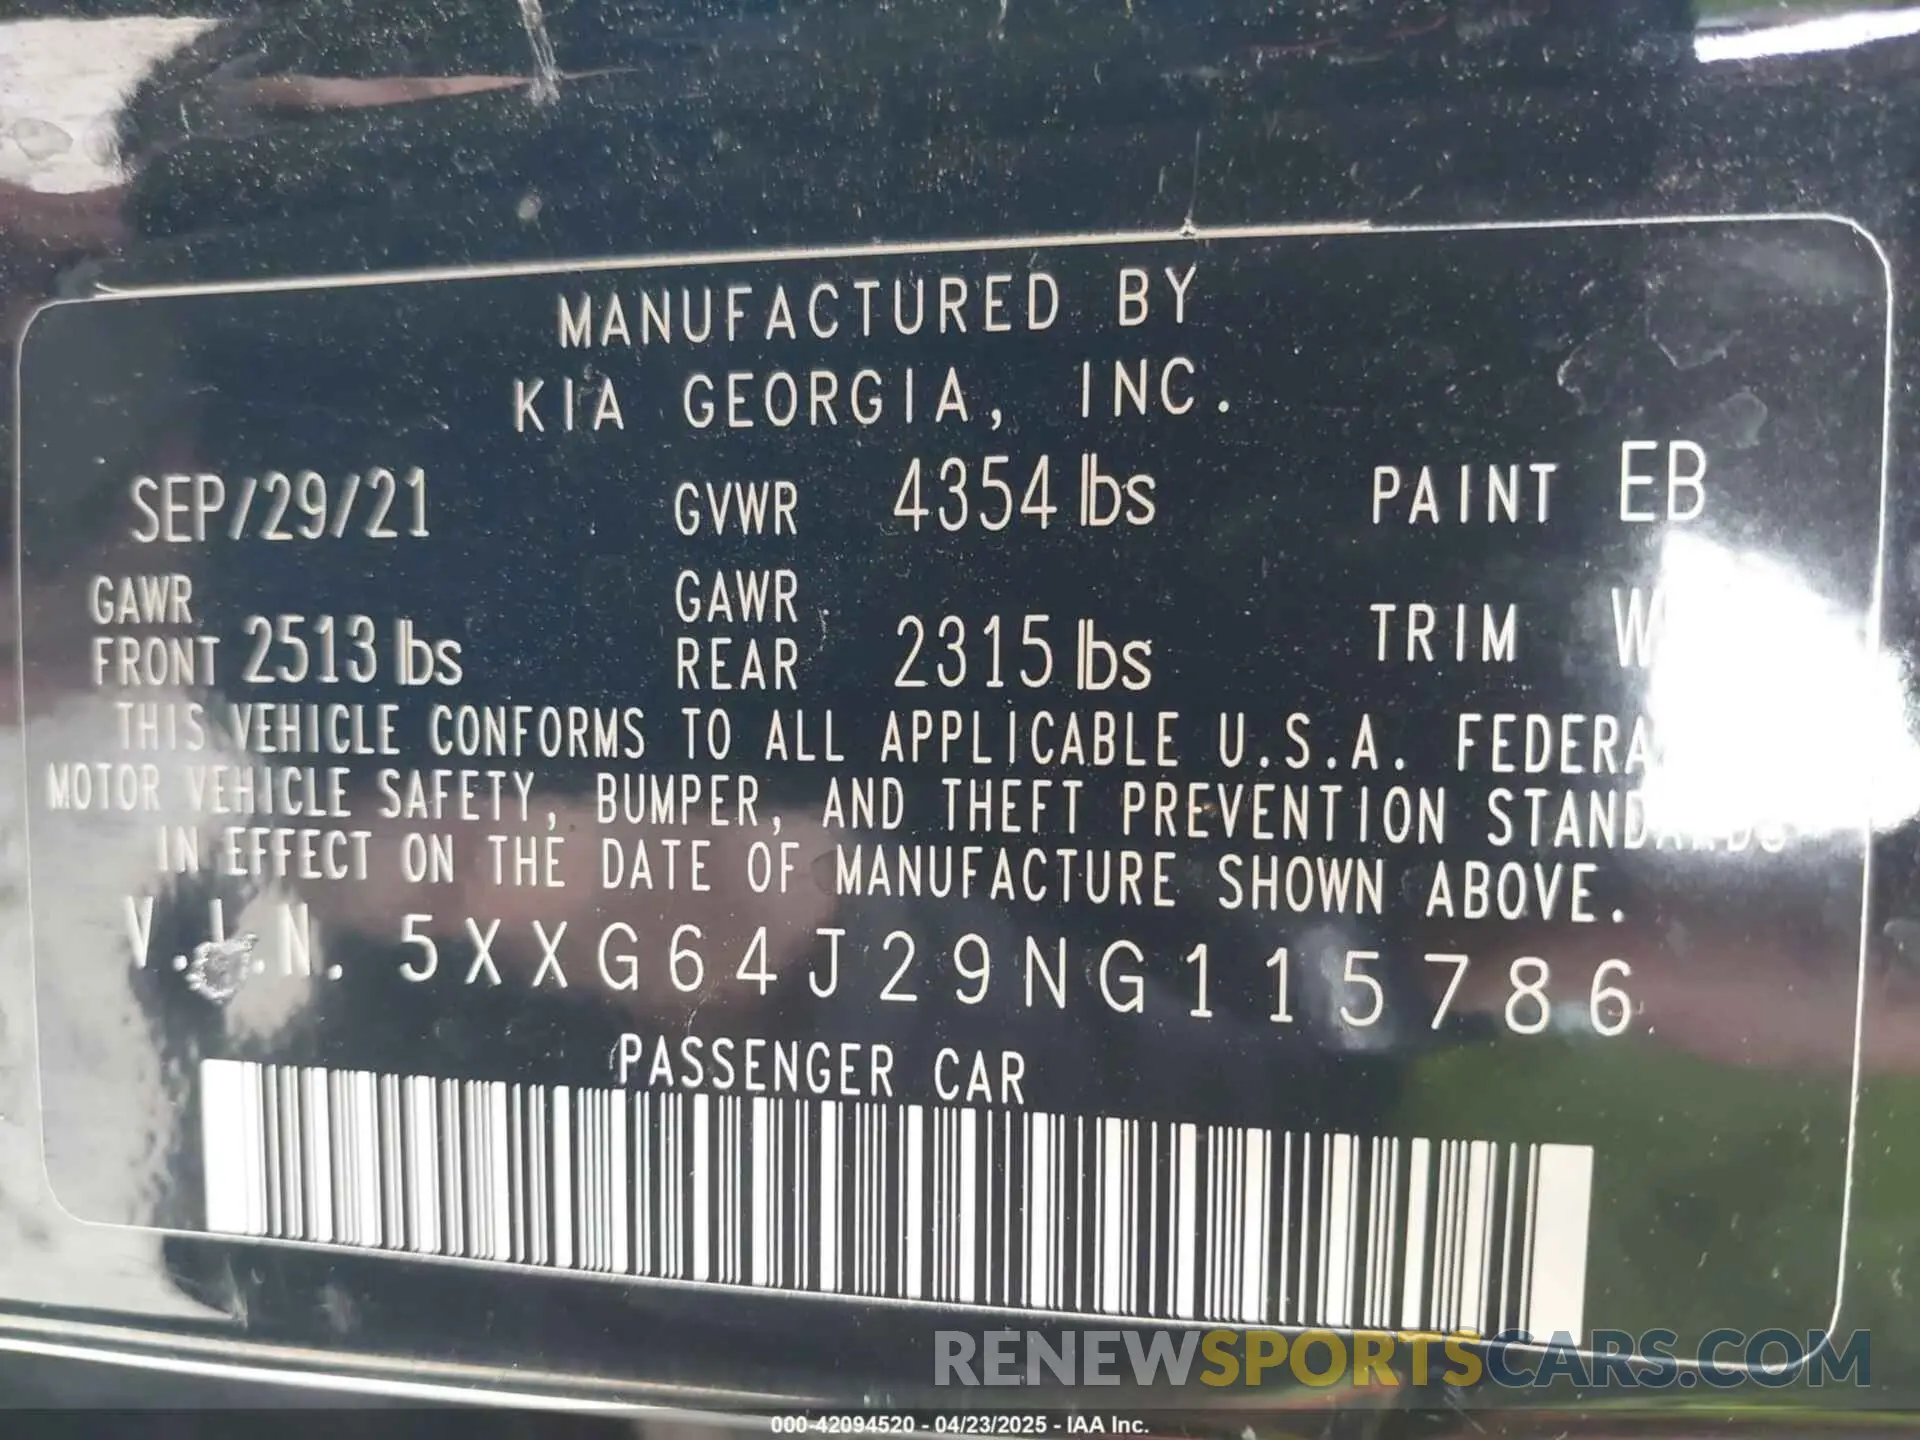 MANUFACTURED BY
KIA GEORGIA, INC.
SEP/29/21 GVWR 4354 lbs PAINT EB
GAWR FRONT 2513 lbs GAWR REAR 2315 lbs TRIM
THIS VEHICLE CONFORMS TO ALL APPLICABLE U.S.A.
MOTOR VEHICLE SAFETY, BUMPER, AND THEFT PREVENTION
IN EFFECT ON THE DATE OF MANUFACTURE SHOWN ABOVE.
V.I.N. 5XXG64J29NG115786
PASSENGER CAR
RENEWSPORTSCARS.COM
000-42094520 - 04/23/2025 - IAA Inc.